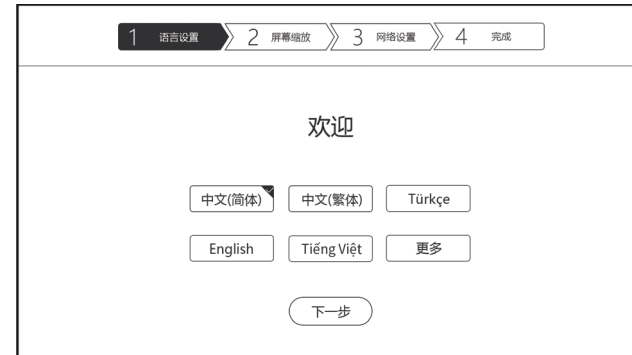 1 语言设置 2 屏幕缩放 3 网络设置 4 完成
欢迎
中文(简体) 中文(繁体) Türkçe
English Tiếng Việt 更多
下一步